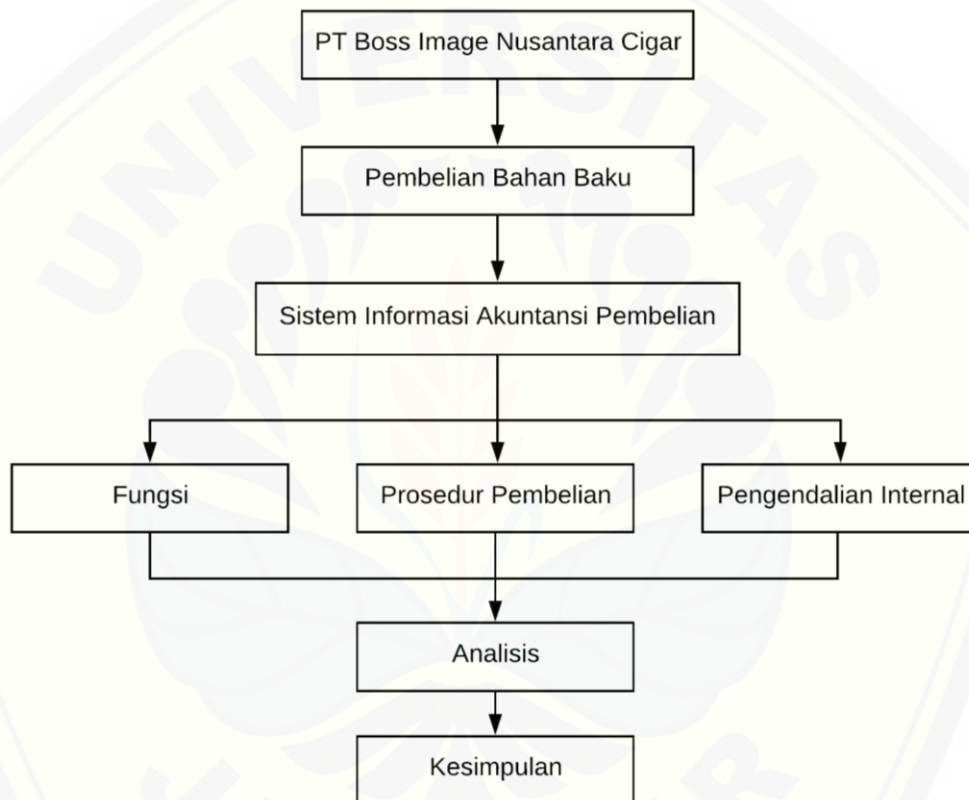 PT Boss Image Nusantara Cigar
Pembelian Bahan Baku
UNIVERSITAS
Sistem Informasi Akuntansi Pembelian
Fungsi
Prosedur Pembelian
Pengendalian Internal
Analisis
Kesimpulan